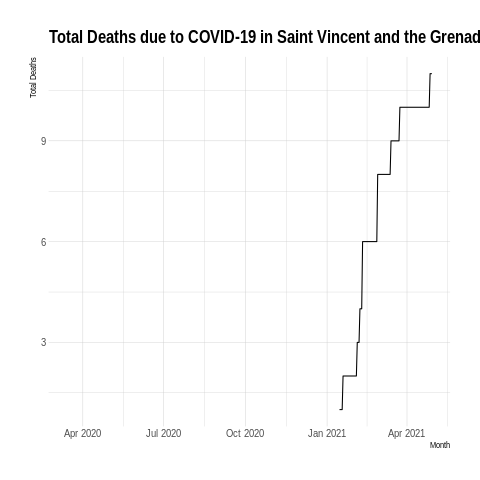 Total Deaths due to COVID-19 in Saint Vincent and the Grenad
Total Deaths
9
6
3
Apr 2020 Jul 2020 Oct 2020 Jan 2021 Apr 2021
Month